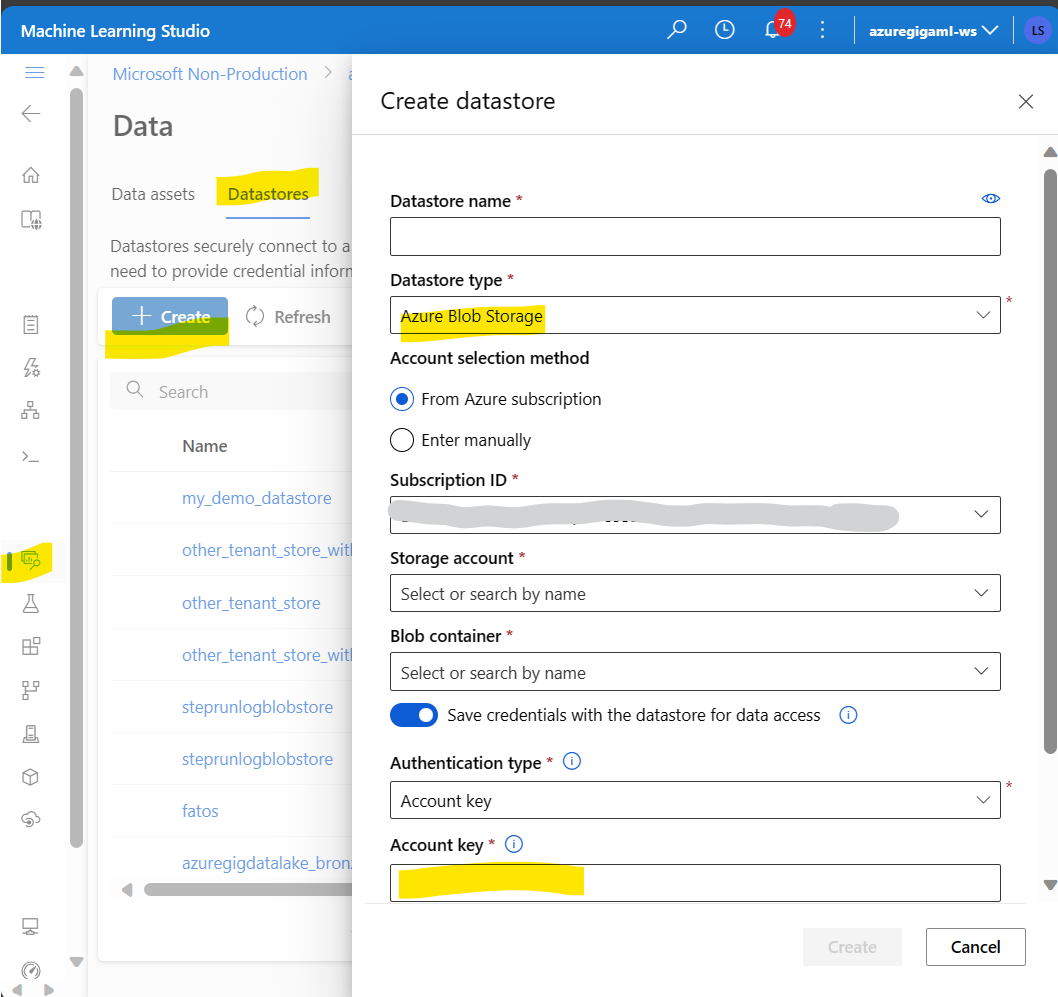 Machine Learning Studio
74
azuregigaml-ws
LS
Microsoft Non-Production
Data
Data assets
Datastores
Datastores securely connect to a
need to provide credential inform
Create
Refresh
Search
Name
my_demo_datastore
other_tenant_store_with
other_tenant_store
other_tenant_store_with
steprunlogblobstore
steprunlogblobstore
fatos
azuregigdatalake_bronz
Create datastore
Datastore name *
Datastore type *
Azure Blob Storage
*
Account selection method
From Azure subscription
Enter manually
Subscription ID *
Storage account *
Select or search by name
Blob container *
Select or search by name
Save credentials with the datastore for data access
Authentication type *
Account key
*
Account key *
Create
Cancel